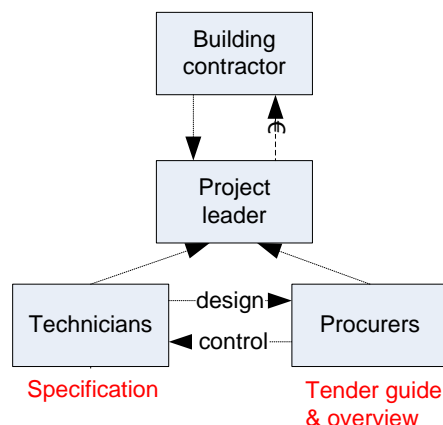 Building
contractor
€
Project
leader
design
Technicians
Procurers
control
Specification
Tender guide
& overview